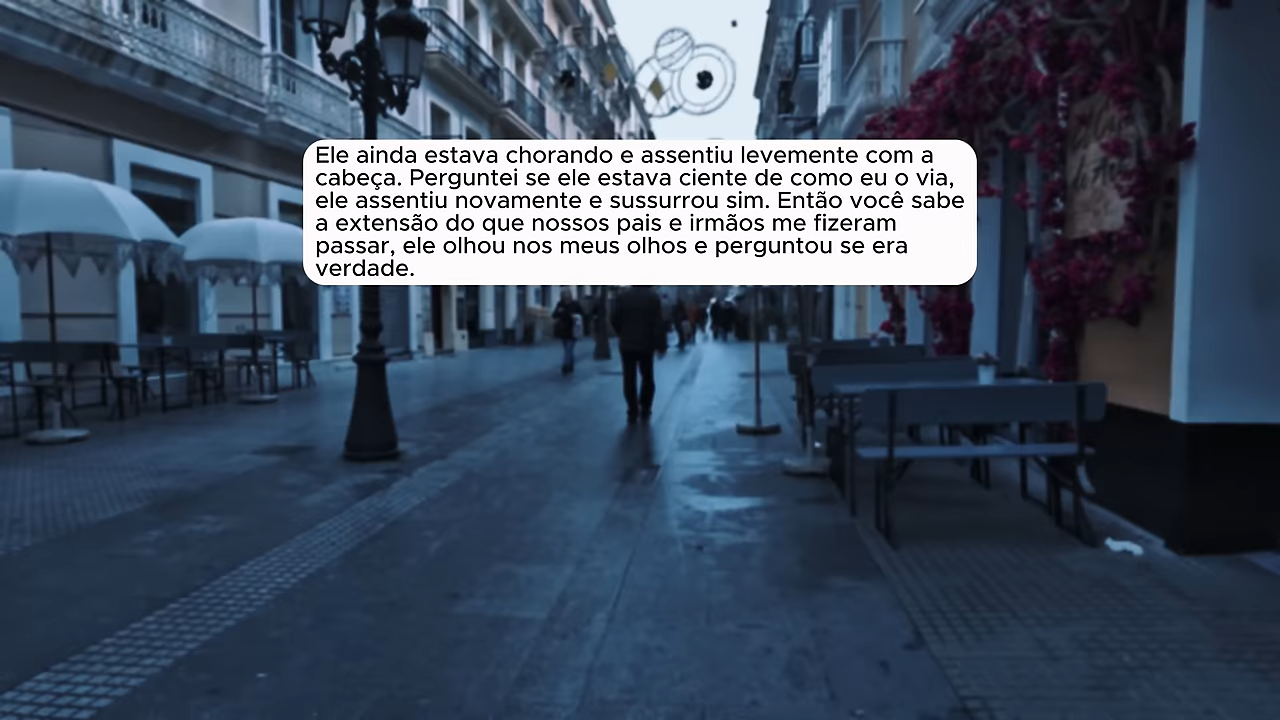 Ele ainda estava chorando e assentiu levemente com a
cabeça. Perguntei se ele estava ciente de como eu o via,
ele assentiu novamente e sussurrou sim. Então você sabe
a extensão do que nossos pais e irmãos me fizeram
passar, ele olhou nos meus olhos e perguntou se era
verdade.